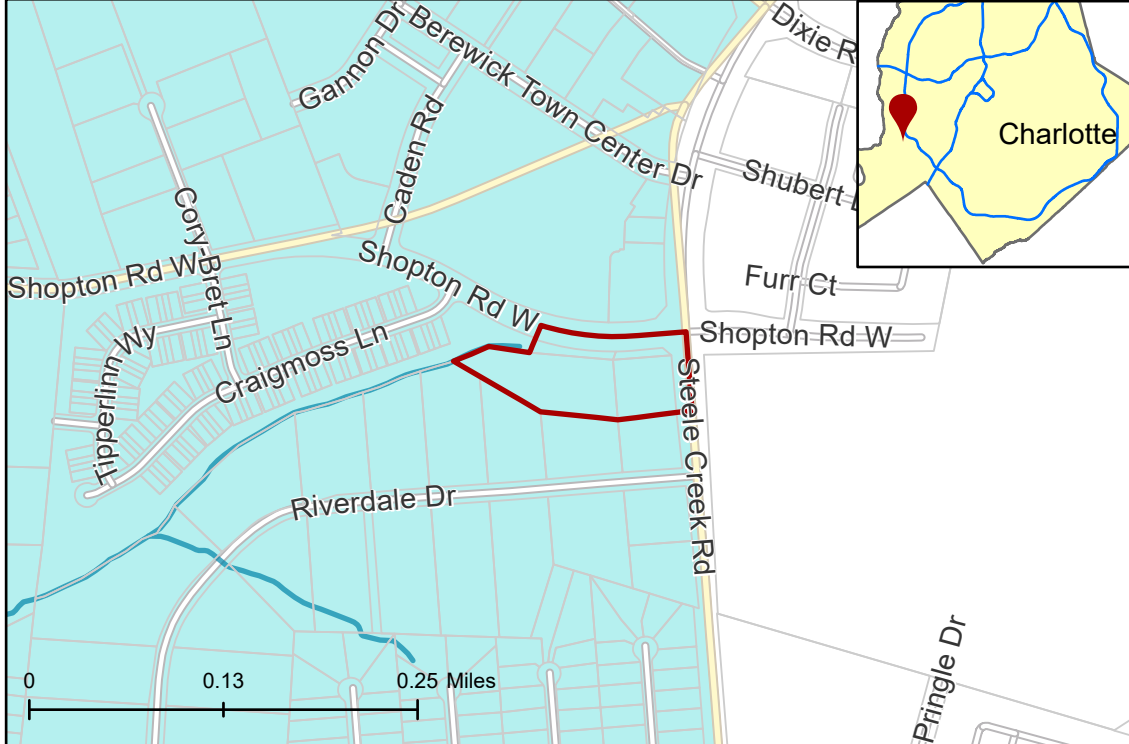 Gannon Dr
Berewick Town Center Dr
Dixie R
Charlotte
Caden Rd
Shubert
Cory-Bret Ln
Shopton Rd W
Shopton Rd W
Furr Ct
Shopton Rd W
Tipperlinn Wy
Craigmoss Ln
Steele Creek Rd
Riverdale Dr
Pringle Dr
0 0.13 0.25 Miles